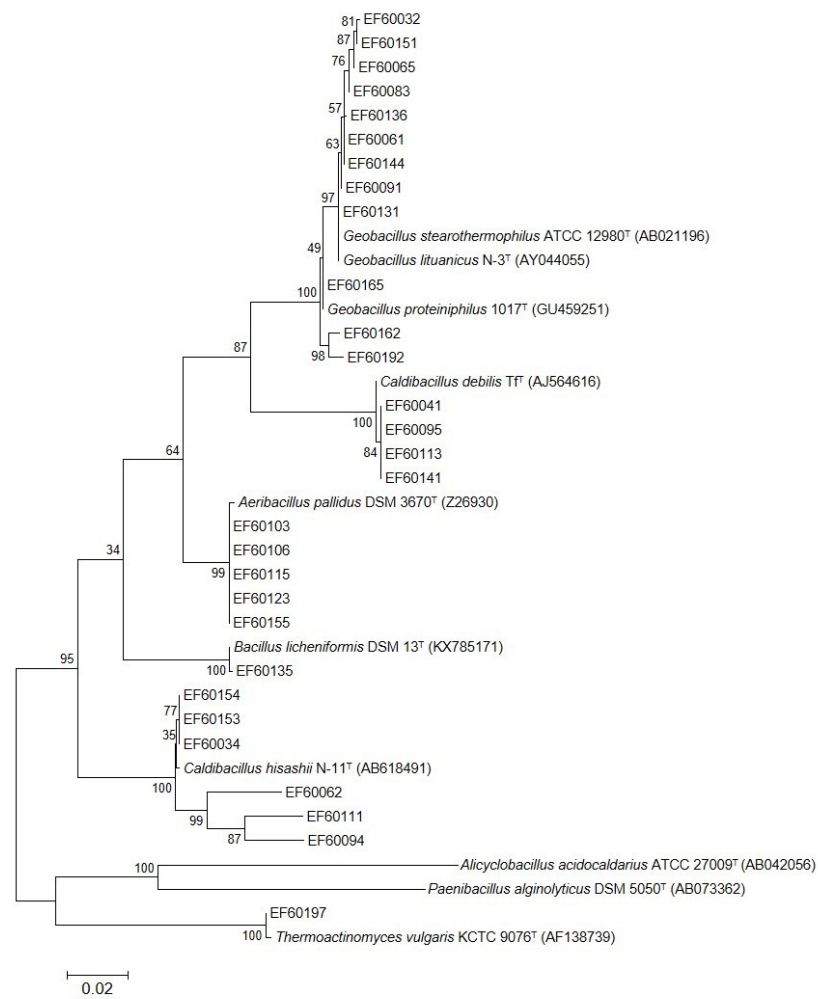 81 EF60032
87 EF60151
76 EF60065
EF60083
57 EF60136
EF60061
63 EF60144
EF60091
97 EF60131
Geobacillus stearothermophilus ATCC 12980ᵀ (AB021196)
49 Geobacillus lituanicus N-3ᵀ (AY044055)
100 EF60165
Geobacillus proteiniphilus 1017ᵀ (GU459251)
EF60162
87 98 EF60192
Caldibacillus debilis Tfᵀ (AJ564616)
EF60041
100 EF60095
84 EF60113
64 EF60141
Aeribacillus pallidus DSM 3670ᵀ (Z26930)
EF60103
34 EF60106
99 EF60115
EF60123
EF60155
Bacillus licheniformis DSM 13ᵀ (KX785171)
95 100 EF60135
EF60154
77 EF60153
35 EF60034
Caldibacillus hisashii N-11ᵀ (AB618491)
100 EF60062
99 EF60111
87 EF60094
100 Alicyclobacillus acidocaldarius ATCC 27009ᵀ (AB042056)
Paenibacillus alginolyticus DSM 5050ᵀ (AB073362)
EF60197
100 Thermoactinomyces vulgaris KCTC 9076ᵀ (AF138739)
0.02